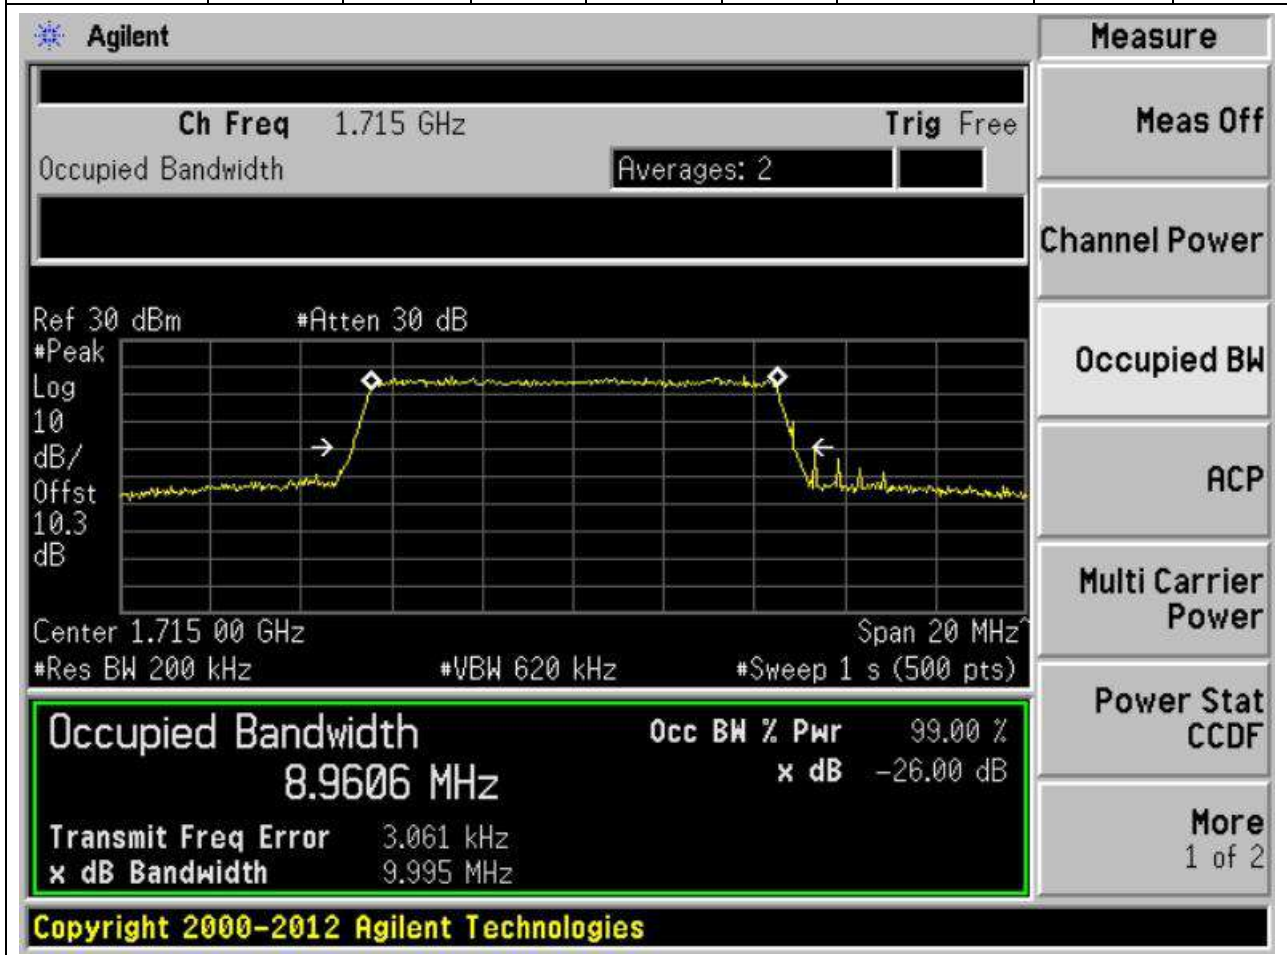 Agilent
Measure
Ch Freq 1.715 GHz Trig Free
Meas Off
Occupied Bandwidth Averages: 2
Channel Power
Ref 30 dBm #Atten 30 dB
#Peak
Log
10
dB/
Offst
10.3
dB
Occupied BW
ACP
Multi Carrier
Power
Center 1.715 00 GHz Span 20 MHz^
#Res BW 200 kHz #VBW 620 kHz #Sweep 1 s (500 pts)
Occupied Bandwidth Occ BW % Pwr 99.00 %
8.9606 MHz x dB -26.00 dB
Transmit Freq Error 3.061 kHz
x dB Bandwidth 9.995 MHz
Power Stat
CCDF
More
1 of 2
Copyright 2000-2012 Agilent Technologies